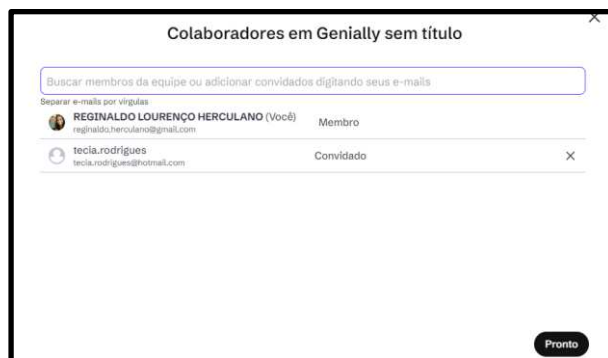 Colaboradores em Genially sem título
Buscar membros da equipe ou adicionar convidados digitando seus e-mails
Separar e-mails por vírgulas
REGINALDO LOURENÇO HERCULANO (Você)
reginaldo.herculano@gmail.com
Membro
tecia.rodrigues
tecia.rodrigues@hotmail.com
Convidado
Pronto